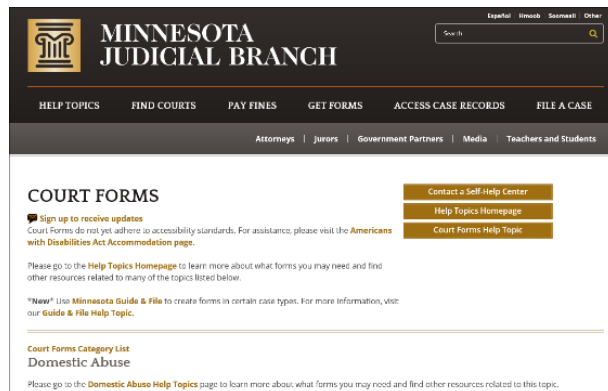 Español Hmoob Soomaali | Other
MINNESOTA
JUDICIAL BRANCH
Search
HELP TOPICS FIND COURTS PAY FINES GET FORMS ACCESS CASE RECORDS FILE A CASE
Attorneys | Jurors | Government Partners | Media | Teachers and Students
COURT FORMS
Sign up to receive updates
Court Forms do not yet adhere to accessibility standards. For assistance, please visit the Americans
with Disabilities Act Accommodation page.
Please go to the Help Topics Homepage to learn more about what forms you may need and find
other resources related to many of the topics listed below.
*New* Use Minnesota Guide & File to create forms in certain case types. For more information, visit
our Guide & File Help Topic.
Contact a Self-Help Center
Help Topics Homepage
Court Forms Help Topic
Court Forms Category List
Domestic Abuse
Please go to the Domestic Abuse Help Topics page to learn more about what forms you may need and find other resources related to this topic.